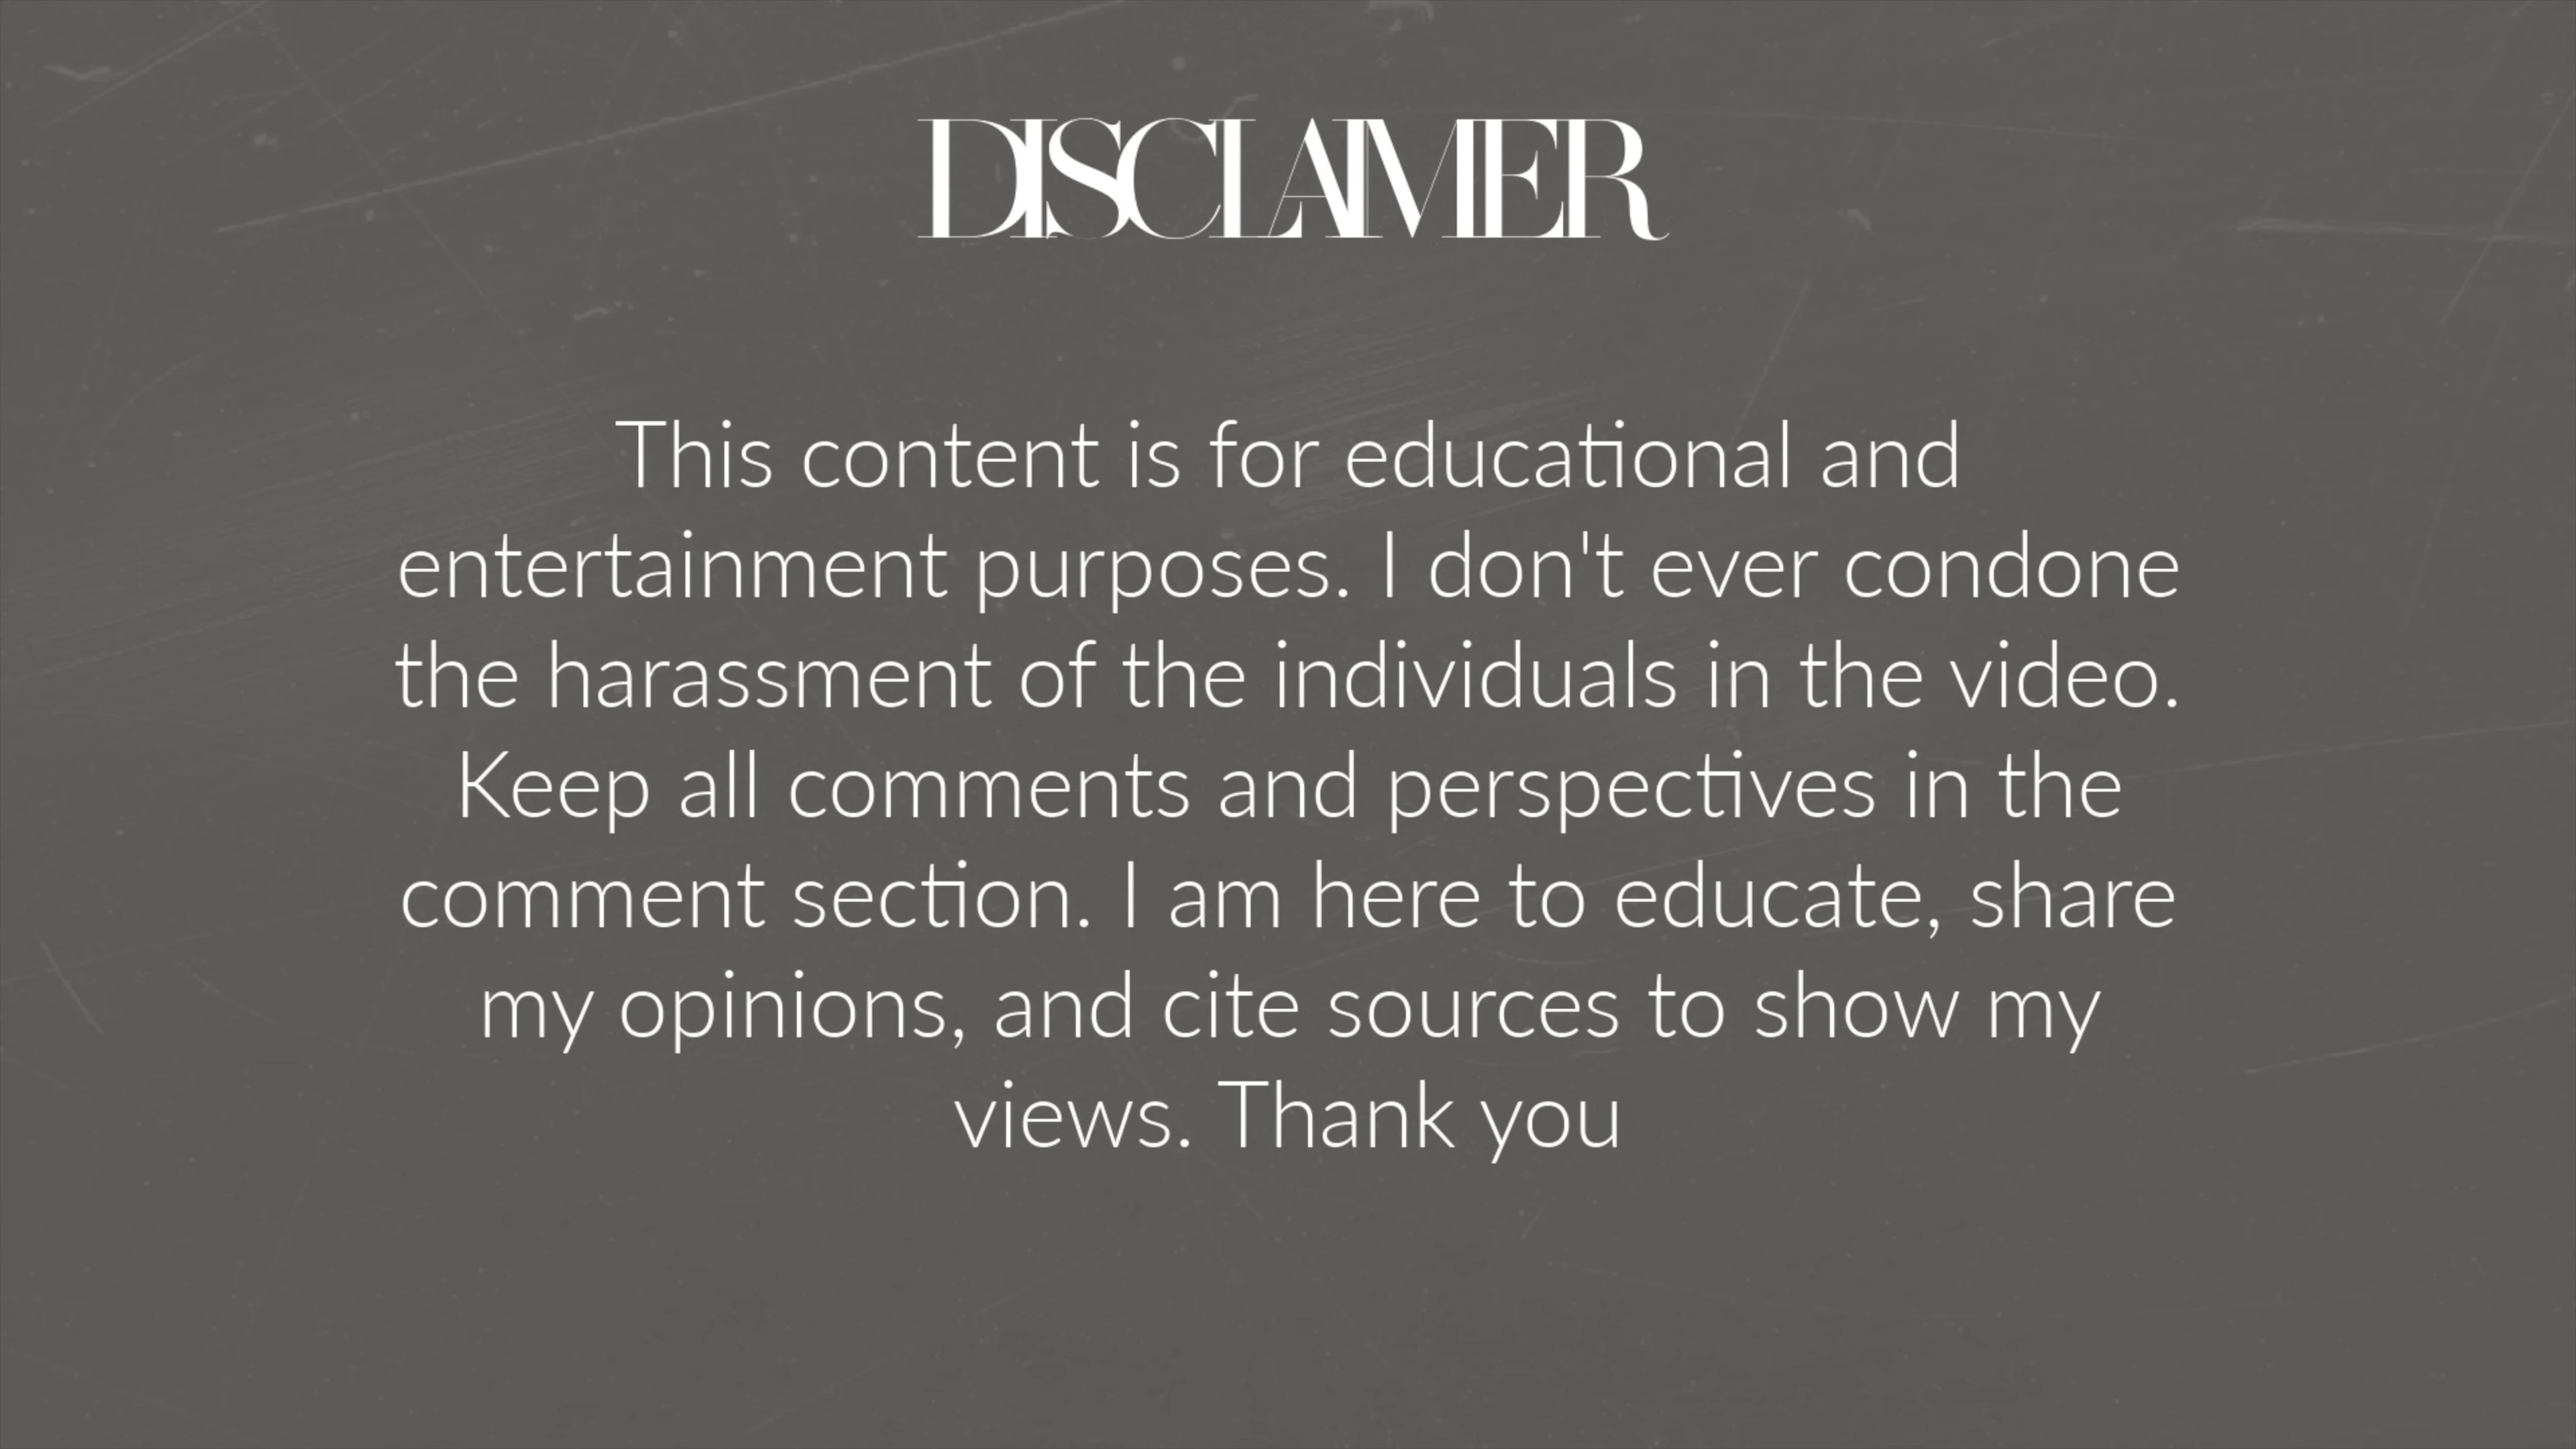 DISCLAIMER
This content is for educational and
entertainment purposes. I don't ever condone
the harassment of the individuals in the video.
Keep all comments and perspectives in the
comment section. I am here to educate, share
my opinions, and cite sources to show my
views. Thank you